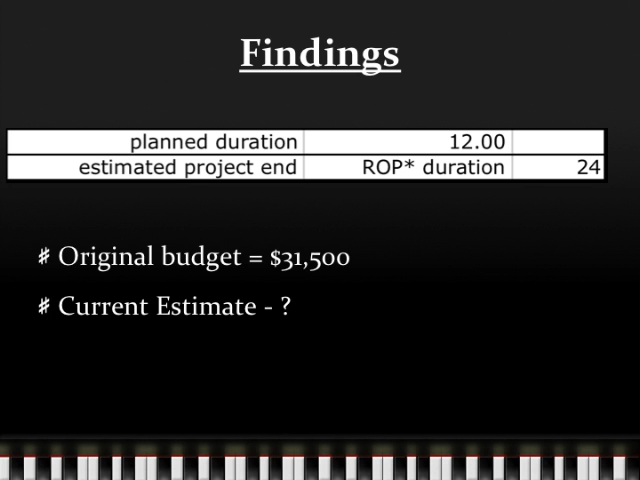 Findings
planned duration 12.00
estimated project end ROP* duration 24
Original budget = $31,500
Current Estimate - ?